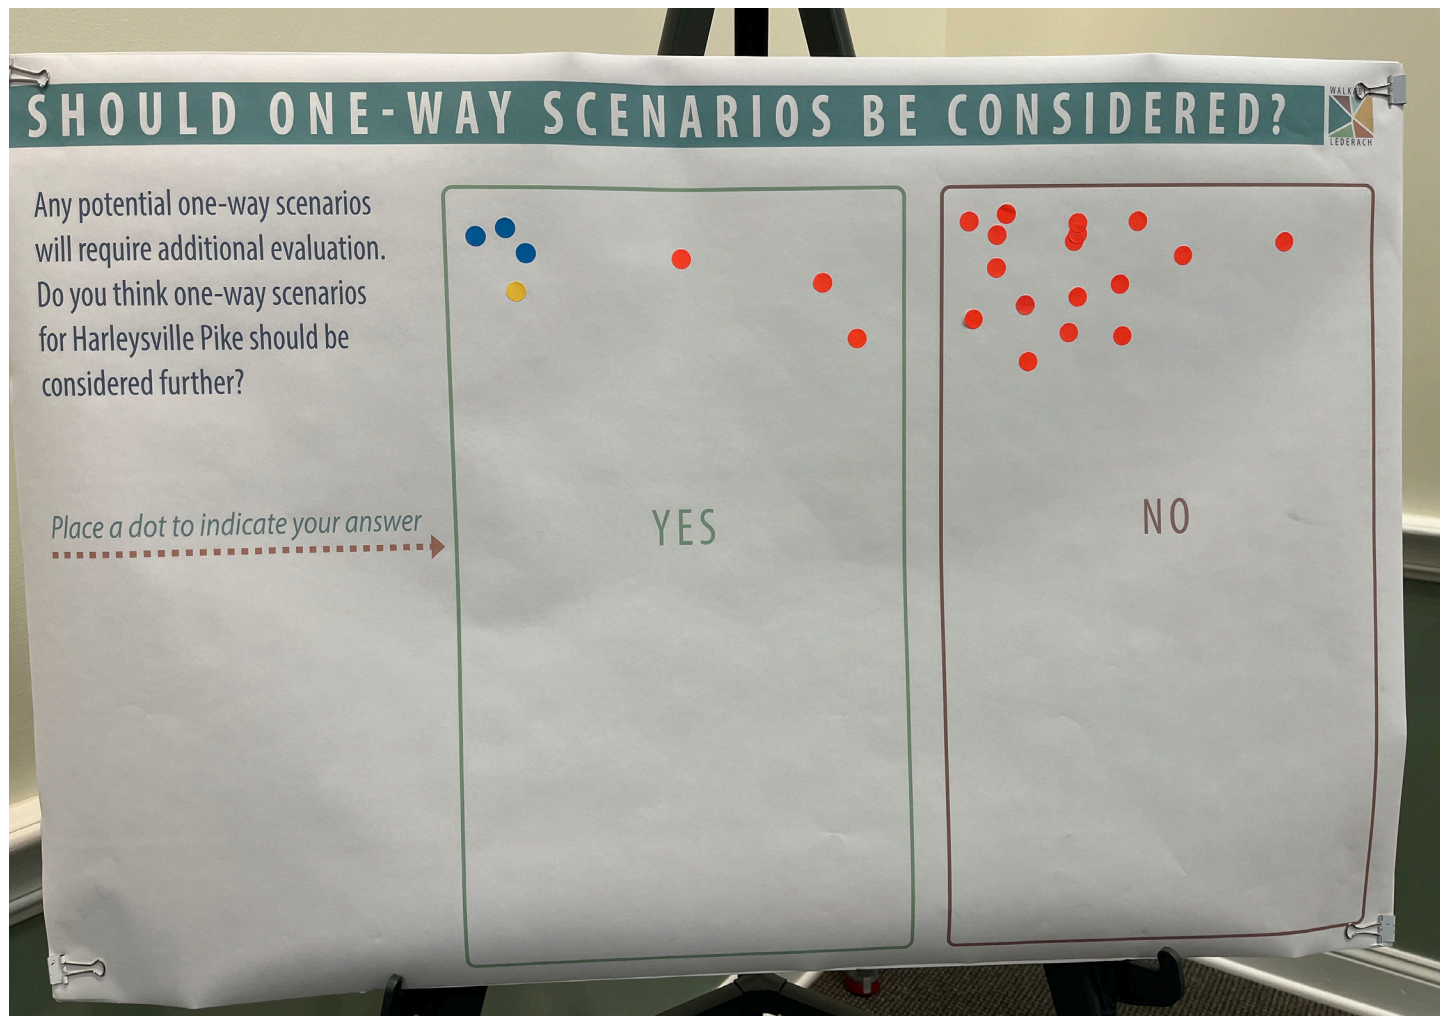 SHOULD ONE-WAY SCENARIOS BE CONSIDERED?
LEDERACH
Any potential one-way scenarios
will require additional evaluation.
Do you think one-way scenarios
for Harleysville Pike should be
considered further?
Place a dot to indicate your answer
YES
NO